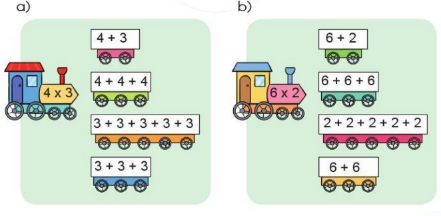 a)
4 + 3
4 + 4 + 4
4 x 3
3 + 3 + 3 + 3 + 3
3 + 3 + 3
b)
6 + 2
6 + 6 + 6
6 x 2
2 + 2 + 2 + 2 + 2
6 + 6